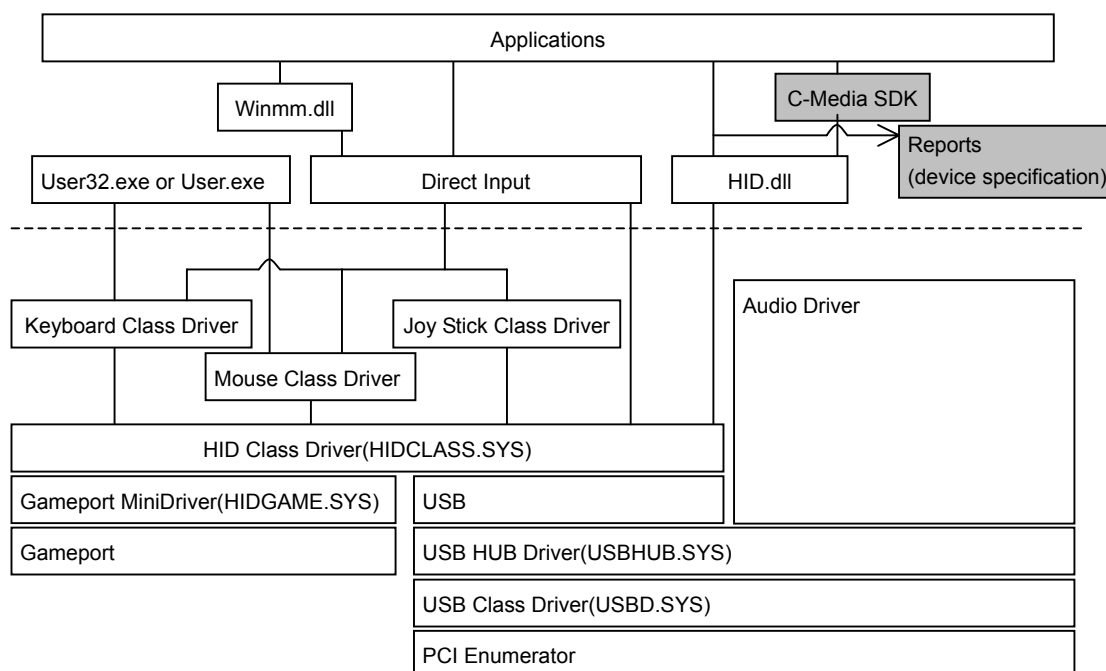 Applications
Winmm.dll
C-Media SDK
Reports
(device specification)
User32.exe or User.exe
Direct Input
HID.dll
Audio Driver
Keyboard Class Driver
Joy Stick Class Driver
Mouse Class Driver
HID Class Driver(HIDCLASS.SYS)
Gameport MiniDriver(HIDGAME.SYS)
USB
Gameport
USB HUB Driver(USBHUB.SYS)
USB Class Driver(USBD.SYS)
PCI Enumerator